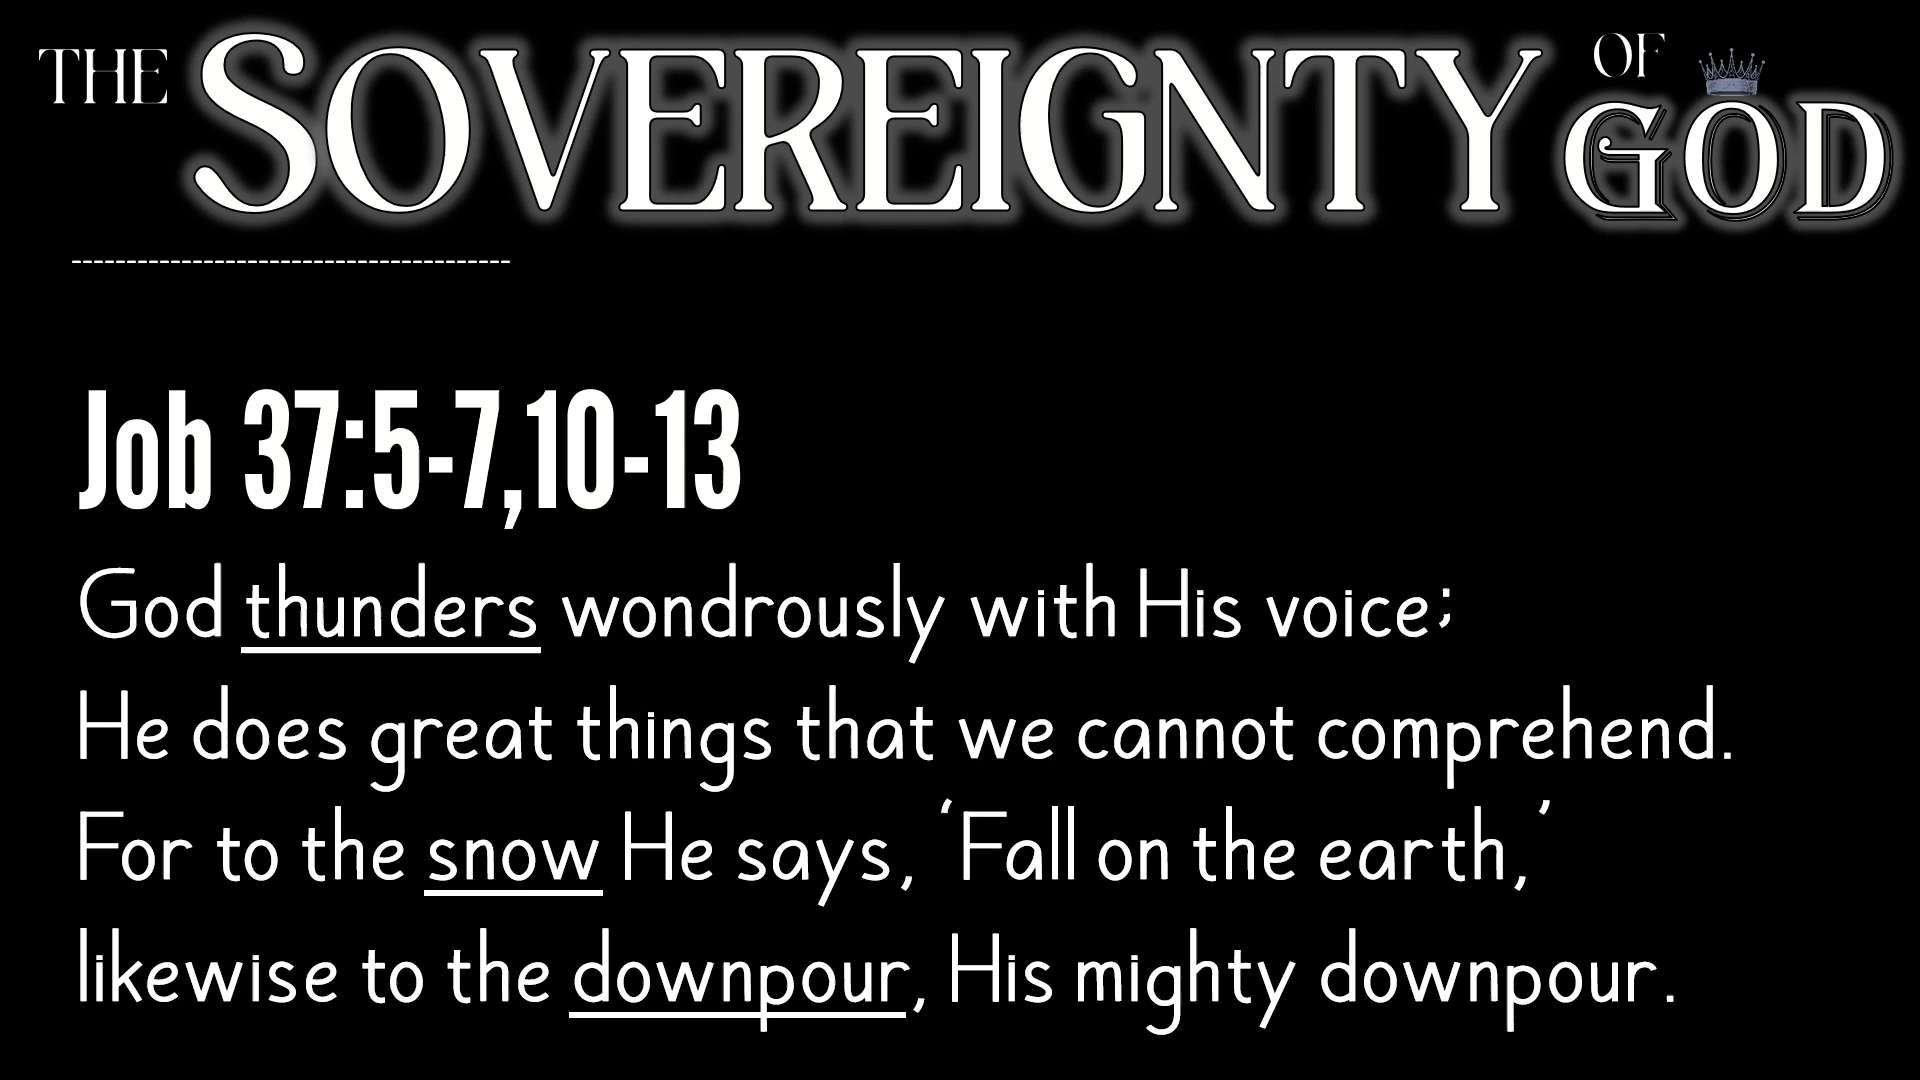 THE SOVEREIGNTY OF GOD
----------------------------------------
Job 37:5-7,10-13
God thunders wondrously with His voice;
He does great things that we cannot comprehend.
For to the snow He says, ‘Fall on the earth,’
likewise to the downpour, His mighty downpour.